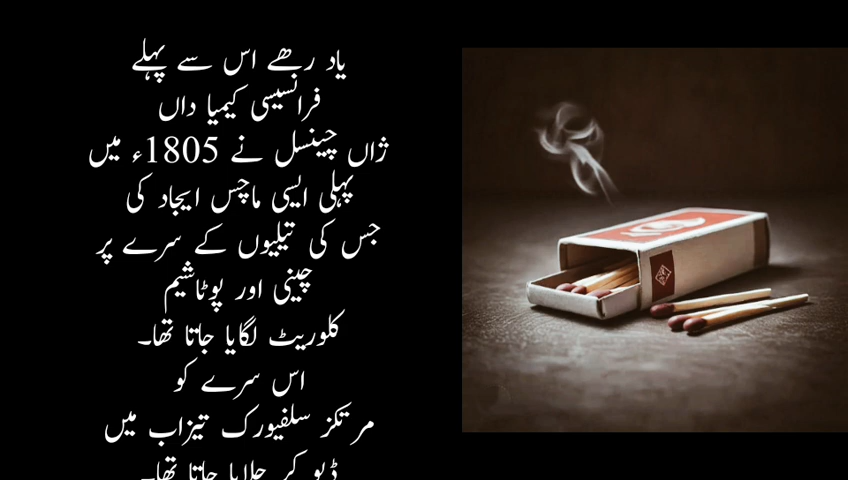 یاد رھے اس سے پہلے
فرانسیسی کیمیا داں
ژاں چینسل نے 1805ء میں
پہلی ایسی ماچس ایجاد کی
جس کی تیلیوں کے سرے پر
چینی اور پوٹاشیم
کلوریٹ لگایا جاتا تھا۔
اس سرے کو
مرتکز سلفیورک تیزاب میں
ڈبو کر جلایا جاتا تھا۔